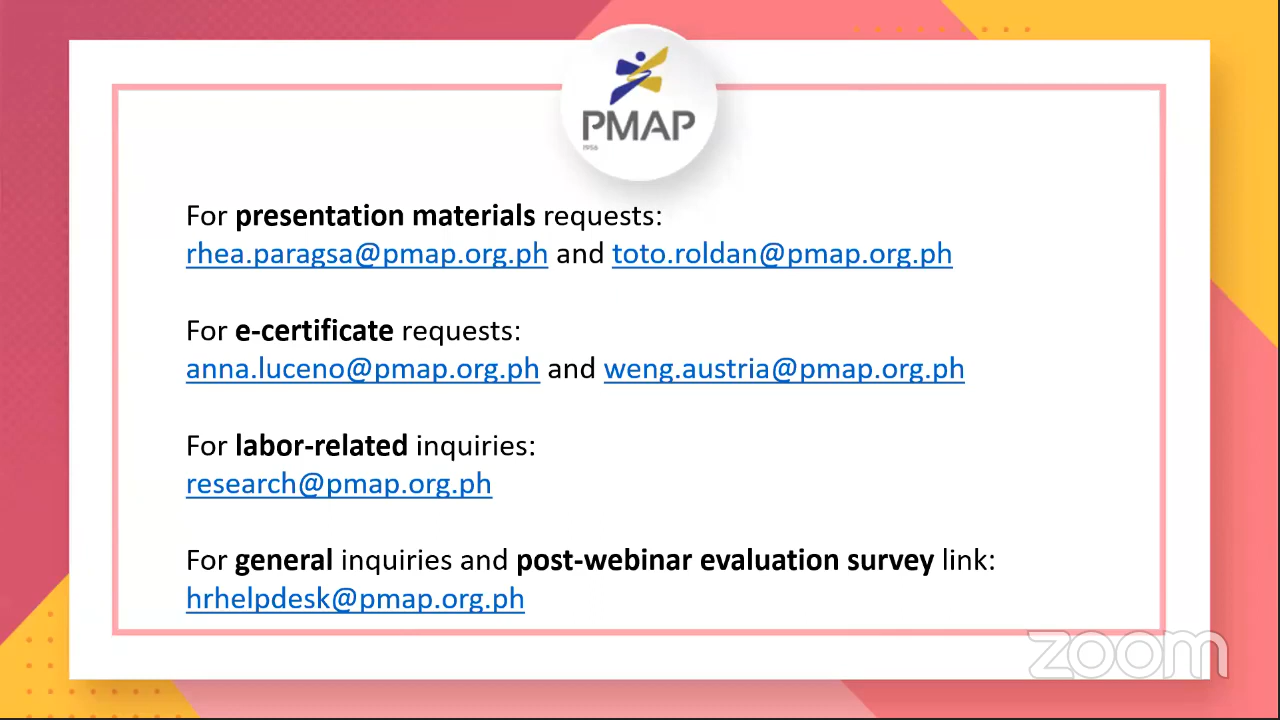 PMAP
1956
For presentation materials requests:
rhea.paragsa@pmap.org.ph and toto.roldan@pmap.org.ph
For e-certificate requests:
anna.luceno@pmap.org.ph and weng.austria@pmap.org.ph
For labor-related inquiries:
research@pmap.org.ph
For general inquiries and post-webinar evaluation survey link:
hrhelpdesk@pmap.org.ph
zoom